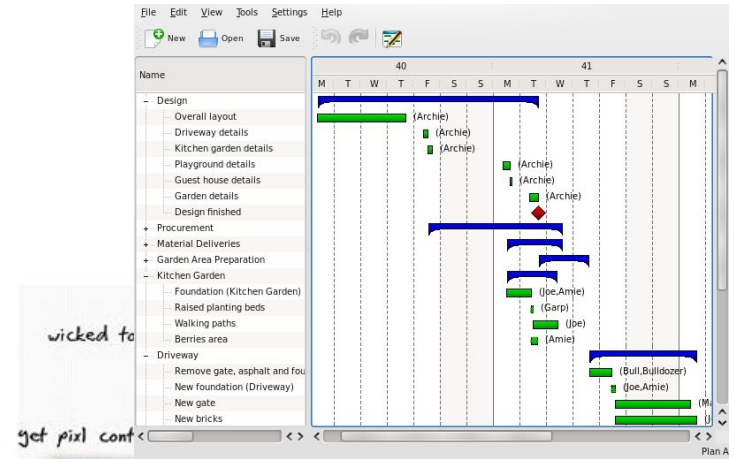 File Edit View Tools Settings Help
New Open Save
Name
40 41
M T W T F S S M T W T F S S M
Design
Overall layout (Archie)
Driveway details (Archie)
Kitchen garden details (Archie)
Playground details (Archie)
Guest house details (Archie)
Garden details (Archie)
Design finished
Procurement
Material Deliveries
Garden Area Preparation
Kitchen Garden
Foundation (Kitchen Garden) (Joe,Amie)
Raised planting beds (Garp)
Walking paths (Joe)
wicked to
Berries area (Amie)
Driveway
Remove gate, asphalt and fou (Bull,Bulldozer)
New foundation (Driveway) (Joe,Amie)
New gate
New bricks
get pixl cont
Plan A